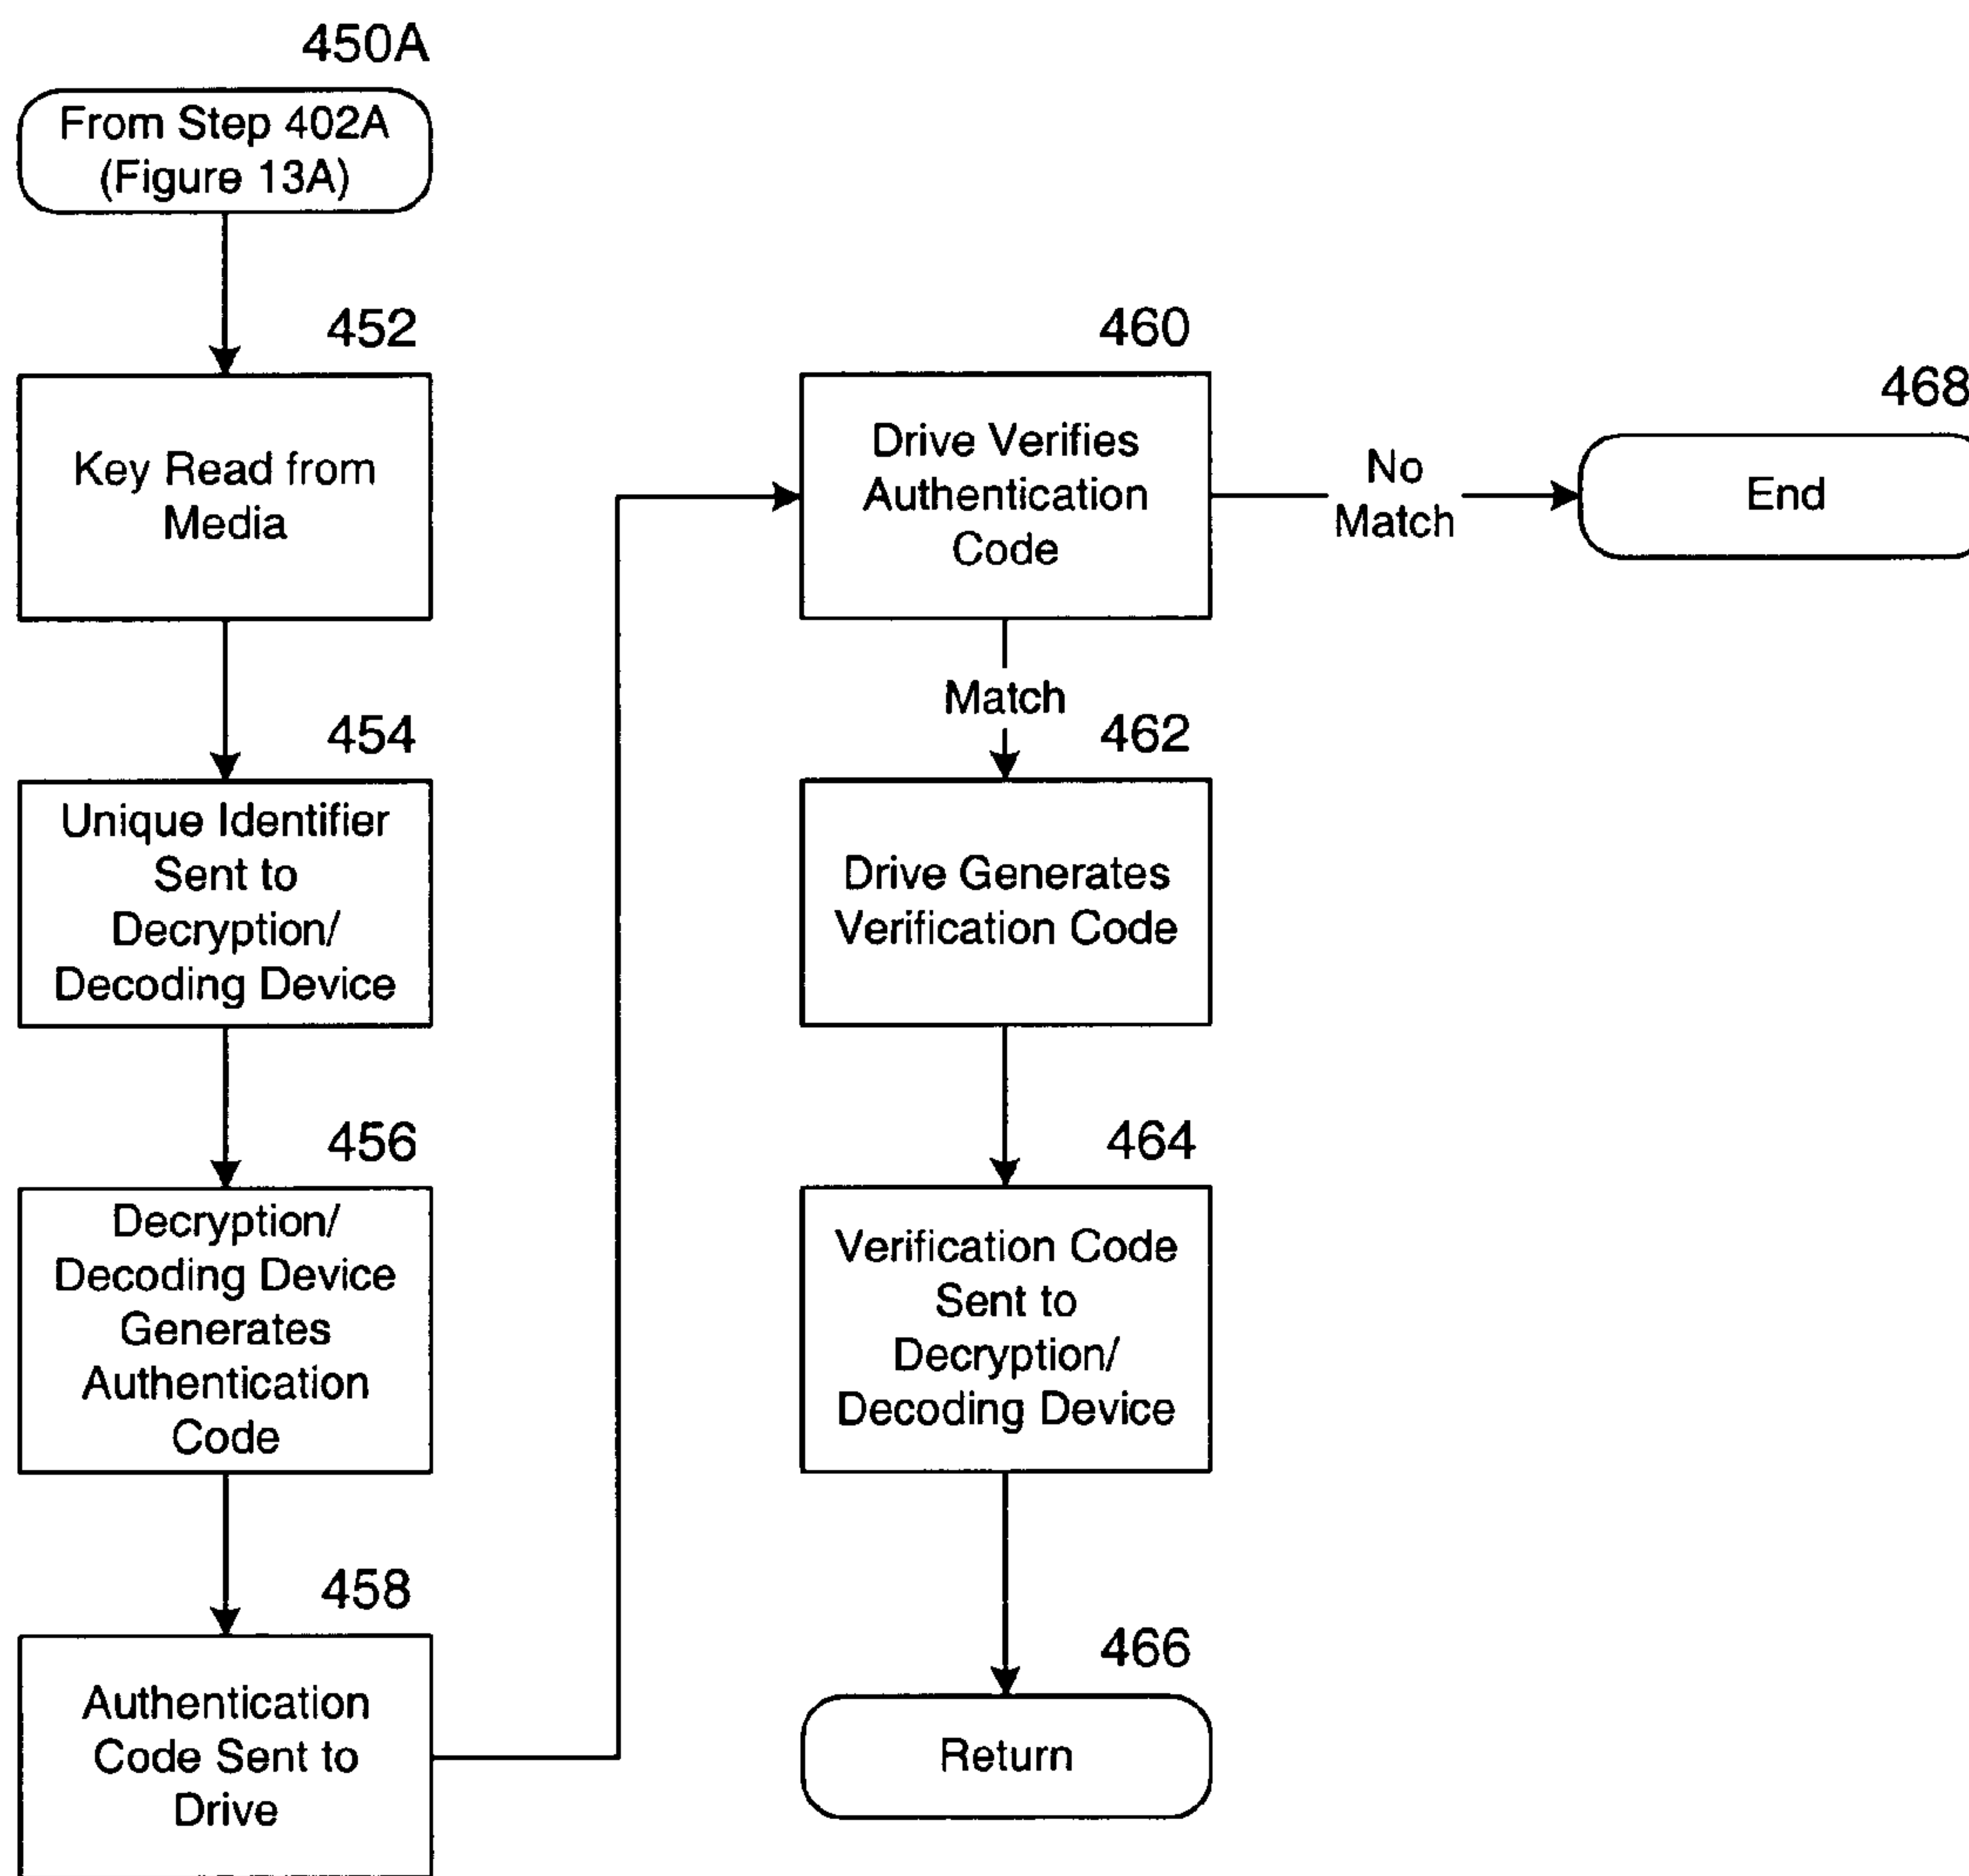 450A
From Step 402A
(Figure 13A)
452
Key Read from
Media
454
Unique Identifier
Sent to
Decryption/
Decoding Device
456
Decryption/
Decoding Device
Generates
Authentication
Code
458
Authentication
Code Sent to
Drive
460
Drive Verifies
Authentication
Code
No
Match
468
End
Match
462
Drive Generates
Verification Code
464
Verification Code
Sent to
Decryption/
Decoding Device
466
Return